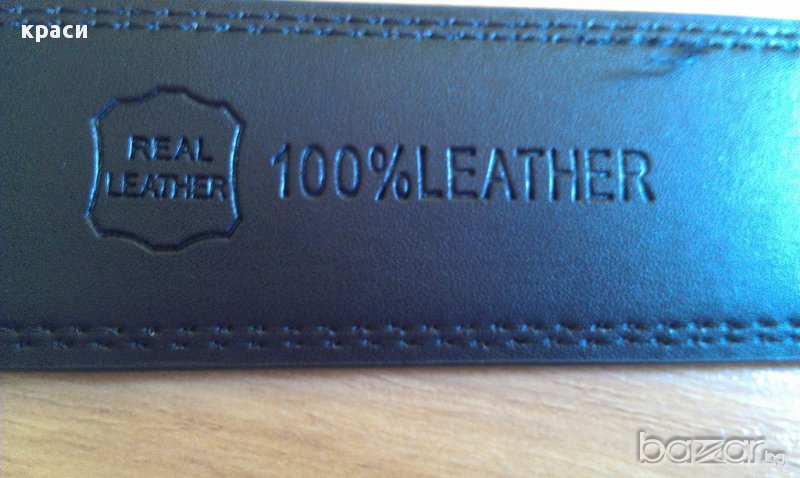 краси
REAL
LEATHER
100%LEATHER
bazar.bg